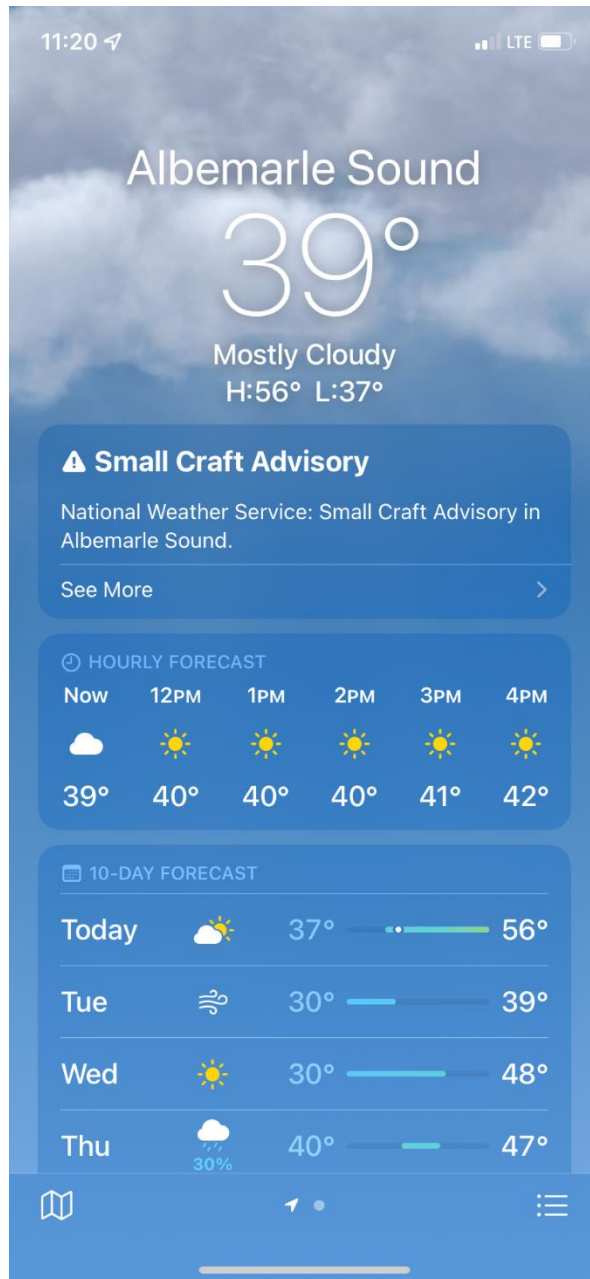 11:20 LTE
Albemarle Sound
39°
Mostly Cloudy
H:56° L:37°
Small Craft Advisory
National Weather Service: Small Craft Advisory in
Albemarle Sound.
See More
HOURLY FORECAST
Now 12PM 1PM 2PM 3PM 4PM
39° 40° 40° 40° 41° 42°
10-DAY FORECAST
Today 37° 56°
Tue 30° 39°
Wed 30° 48°
Thu 30% 40° 47°